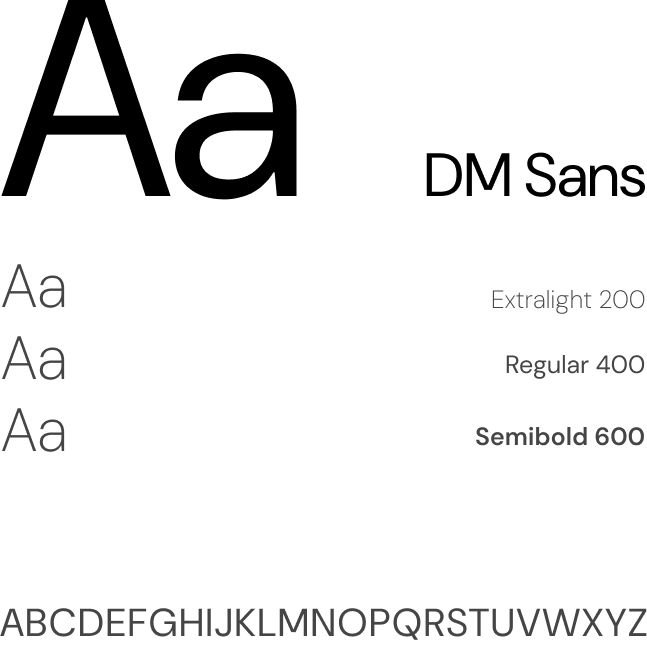 Aa
DM Sans
Aa
Extralight 200
Aa
Regular 400
Aa
Semibold 600
ABCDEFGHIJKLMNOPQRSTUVWXYZ